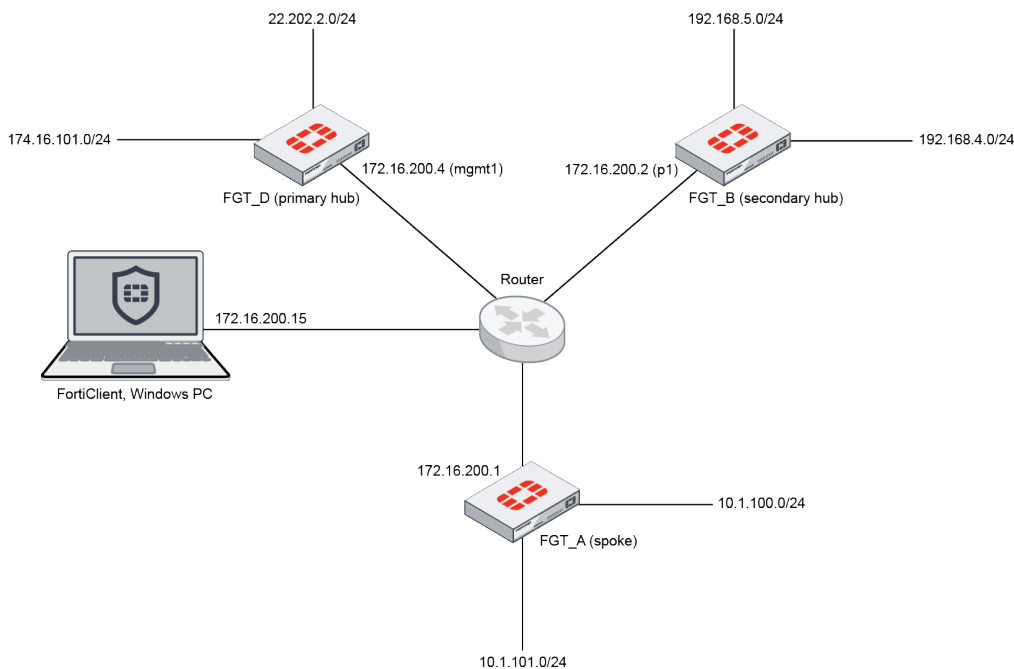 22.202.2.0/24
192.168.5.0/24
174.16.101.0/24
192.168.4.0/24
172.16.200.4 (mgmt1)
172.16.200.2 (p1)
FGT_D (primary hub)
FGT_B (secondary hub)
Router
172.16.200.15
FortiClient, Windows PC
172.16.200.1
10.1.100.0/24
FGT_A (spoke)
10.1.101.0/24